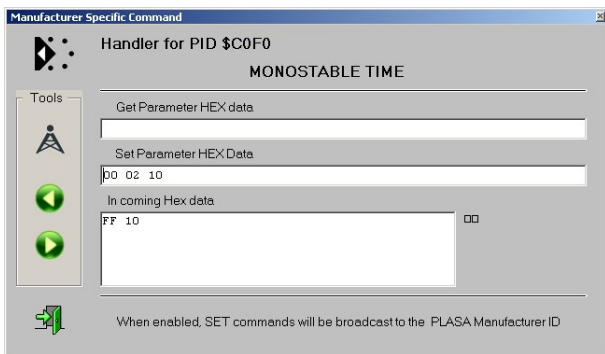 Manufacturer Specific Command
Handler for PID $C0F0
MONOSTABLE TIME
Tools
Get Parameter HEX data
Set Parameter HEX Data
00 02 10
In coming Hex data
FF 10
When enabled, SET commands will be broadcast to the PLASA Manufacturer ID